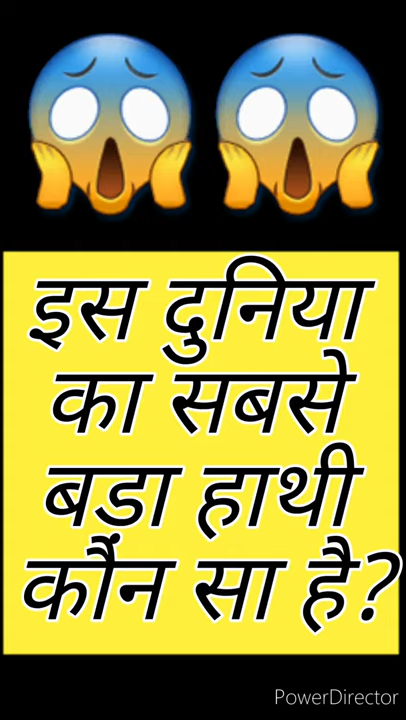 इस दुनिया
का सबसे
बडा हाथी
कौन सा है?
PowerDirector